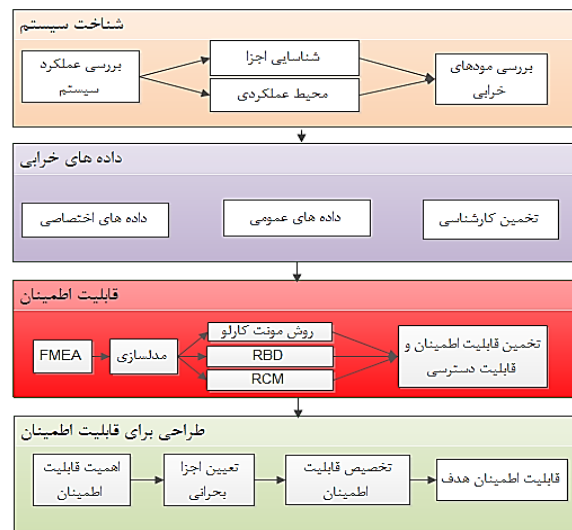 شناخت سیستم
بررسی عملکرد
سیستم
شناسایی اجزا
محیط عملکردی
بررسی مودهای
خرابی
داده های خرابی
داده های اختصاصی
داده های عمومی
تخمین کارشناسی
قابلیت اطمینان
FMEA
مدلسازی
روش مونت کارلو
RBD
RCM
تخمین قابلیت اطمینان و
قابلیت دسترسی
طراحی برای قابلیت اطمینان
اهمیت قابلیت
اطمینان
تعیین اجزا
بحرانی
تخصیص قابلیت
اطمینان
قابلیت اطمینان هدف